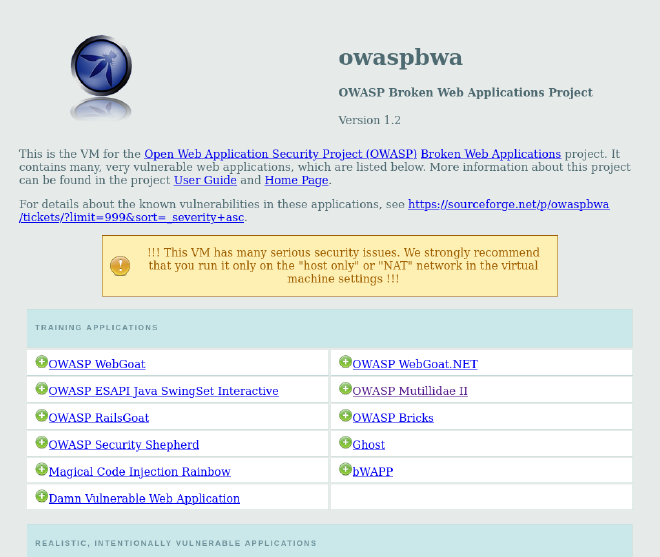 owaspbwa
OWASP Broken Web Applications Project
Version 1.2
This is the VM for the Open Web Application Security Project (OWASP) Broken Web Applications project. It
contains many, very vulnerable web applications, which are listed below. More information about this project
can be found in the project User Guide and Home Page.
For details about the known vulnerabilities in these applications, see https://sourceforge.net/p/owaspbwa
/tickets/?limit=999&sort=_severity+asc.
!!! This VM has many serious security issues. We strongly recommend
that you run it only on the "host only" or "NAT" network in the virtual
machine settings !!!
TRAINING APPLICATIONS
OWASP WebGoat
OWASP WebGoat.NET
OWASP ESAPI Java SwingSet Interactive
OWASP Mutillidae II
OWASP RailsGoat
OWASP Bricks
OWASP Security Shepherd
Ghost
Magical Code Injection Rainbow
bWAPP
Damn Vulnerable Web Application
REALISTIC, INTENTIONALLY VULNERABLE APPLICATIONS